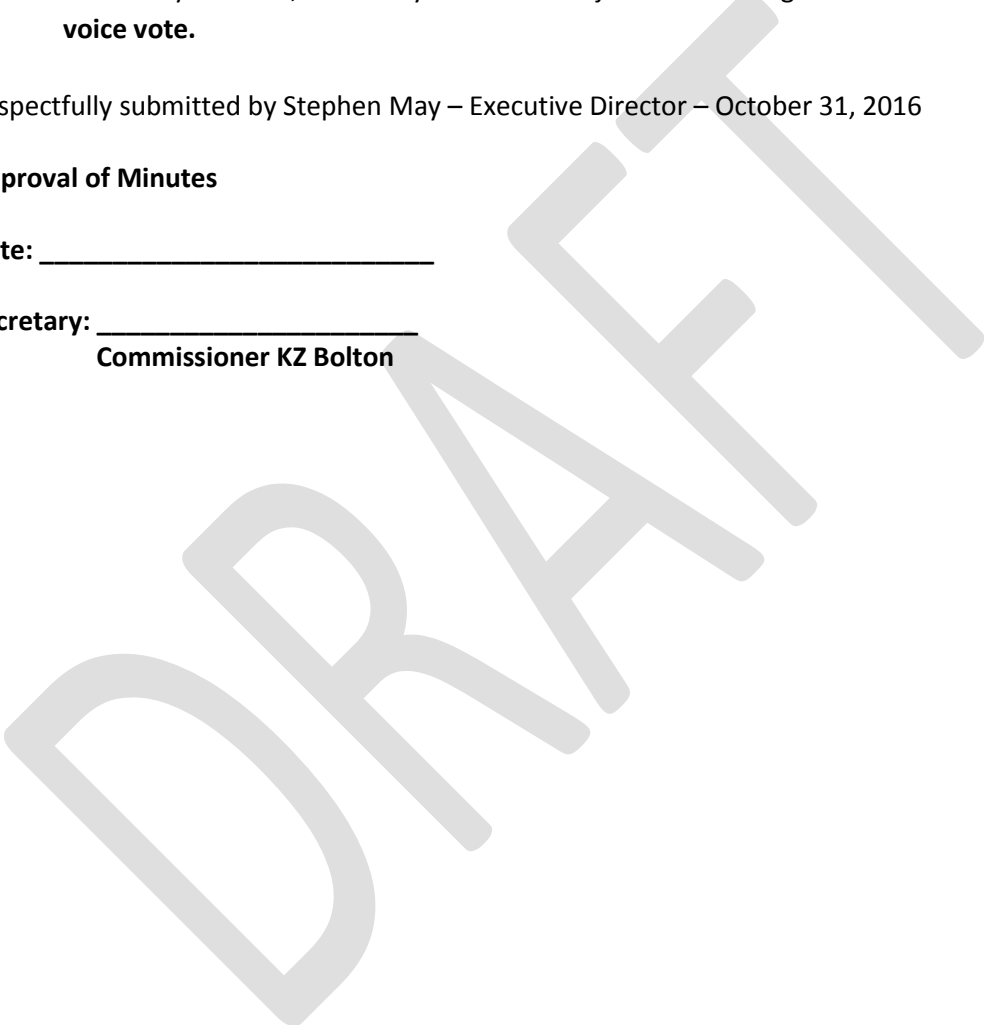 voice vote.
spectfully submitted by Stephen May – Executive Director – October 31, 2016
proval of Minutes
te: ___________________________
cretary: ______________________
Commissioner KZ Bolton
DRAFT